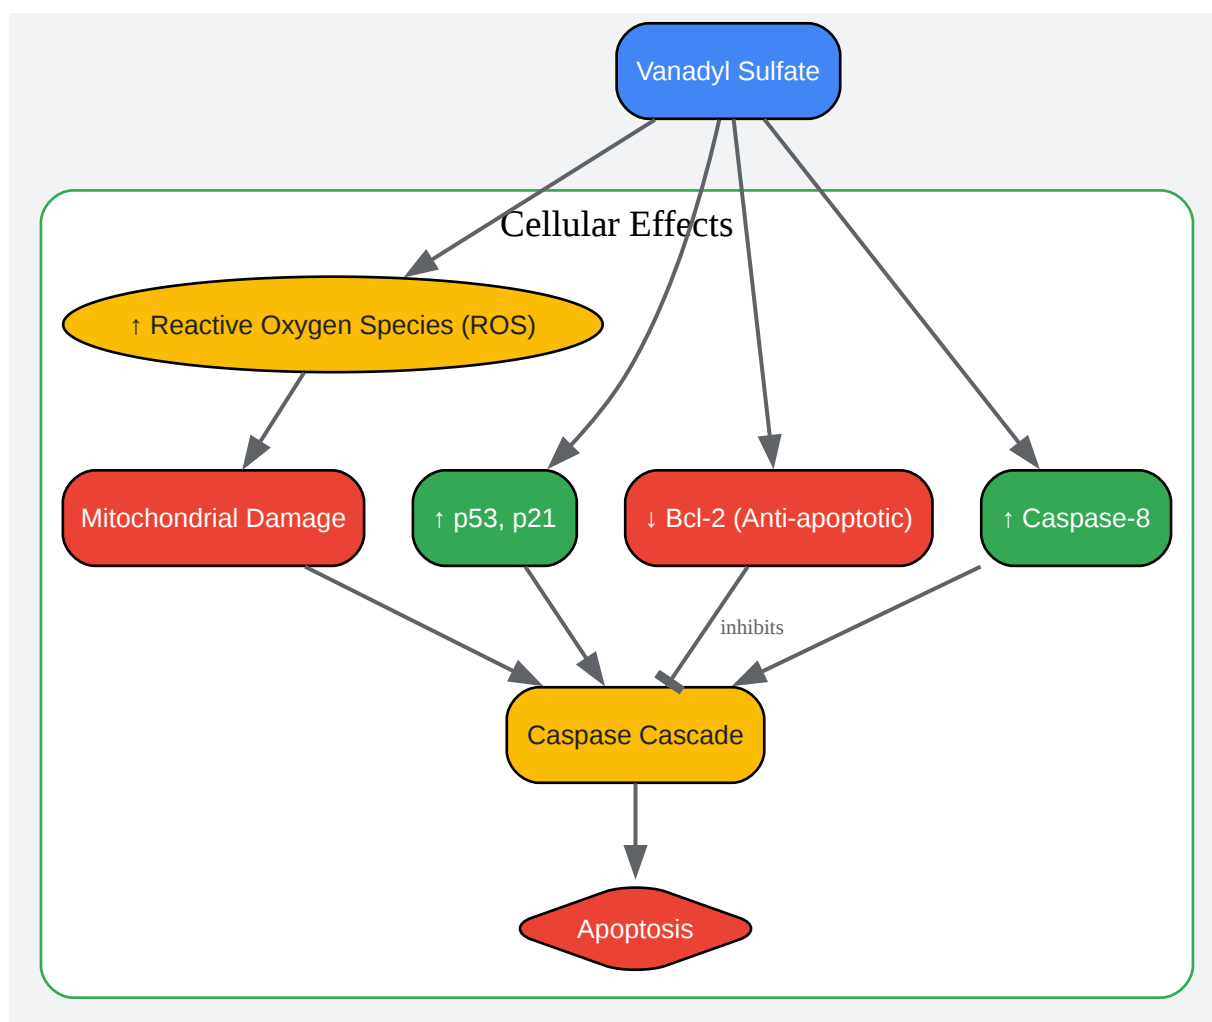 Vanadyl Sulfate
Cellular Effects
↑ Reactive Oxygen Species (ROS)
Mitochondrial Damage
↑ p53, p21
↓ Bcl-2 (Anti-apoptotic)
↑ Caspase-8
inhibits
Caspase Cascade
Apoptosis